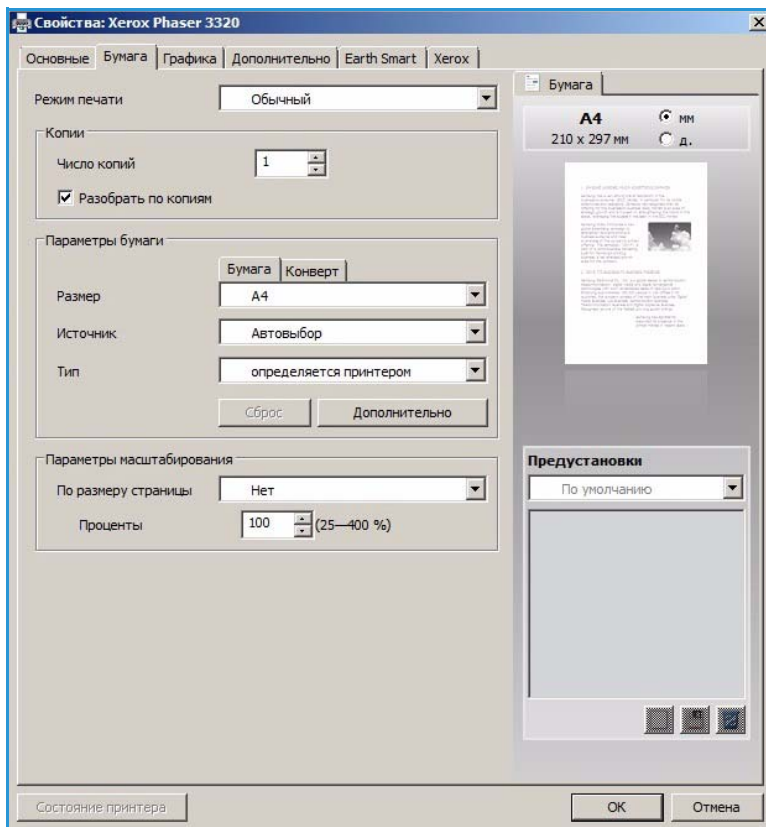 Свойства: Xerox Phaser 3320
Основные Бумага Графика Дополнительно Earth Smart Xerox
Режим печати Обычный
Копии
Число копий 1
Разобрать по копиям
Параметры бумаги
Бумага Конверт
Размер A4
Источник Автовыбор
Тип определяется принтером
Сброс Дополнительно
Параметры масштабирования
По размеру страницы Нет
Проценты 100 (25—400 %)
Бумага
A4 мм
210 x 297 мм д.
Предустановки
По умолчанию
Состояние принтера OK Отмена